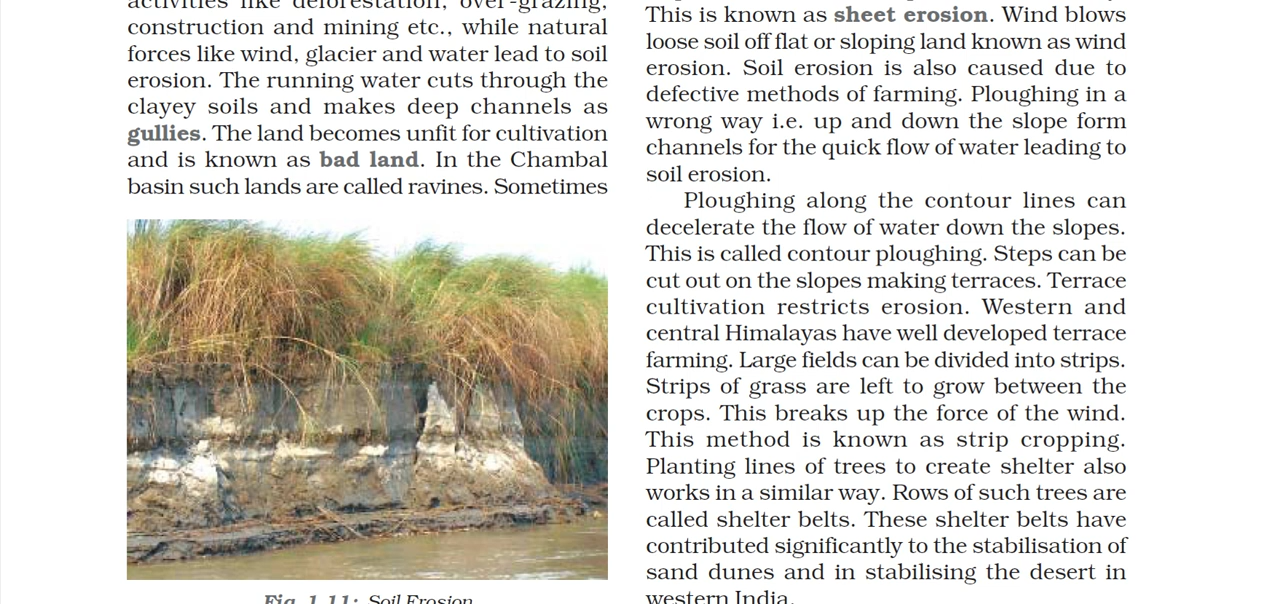 activities like deforestation, over-grazing,
construction and mining etc., while natural
forces like wind, glacier and water lead to soil
erosion. The running water cuts through the
clayey soils and makes deep channels as
gullies. The land becomes unfit for cultivation
and is known as bad land. In the Chambal
basin such lands are called ravines. Sometimes
Fig. 1.11: Soil Erosion
This is known as sheet erosion. Wind blows
loose soil off flat or sloping land known as wind
erosion. Soil erosion is also caused due to
defective methods of farming. Ploughing in a
wrong way i.e. up and down the slope form
channels for the quick flow of water leading to
soil erosion.
Ploughing along the contour lines can
decelerate the flow of water down the slopes.
This is called contour ploughing. Steps can be
cut out on the slopes making terraces. Terrace
cultivation restricts erosion. Western and
central Himalayas have well developed terrace
farming. Large fields can be divided into strips.
Strips of grass are left to grow between the
crops. This breaks up the force of the wind.
This method is known as strip cropping.
Planting lines of trees to create shelter also
works in a similar way. Rows of such trees are
called shelter belts. These shelter belts have
contributed significantly to the stabilisation of
sand dunes and in stabilising the desert in
western India.